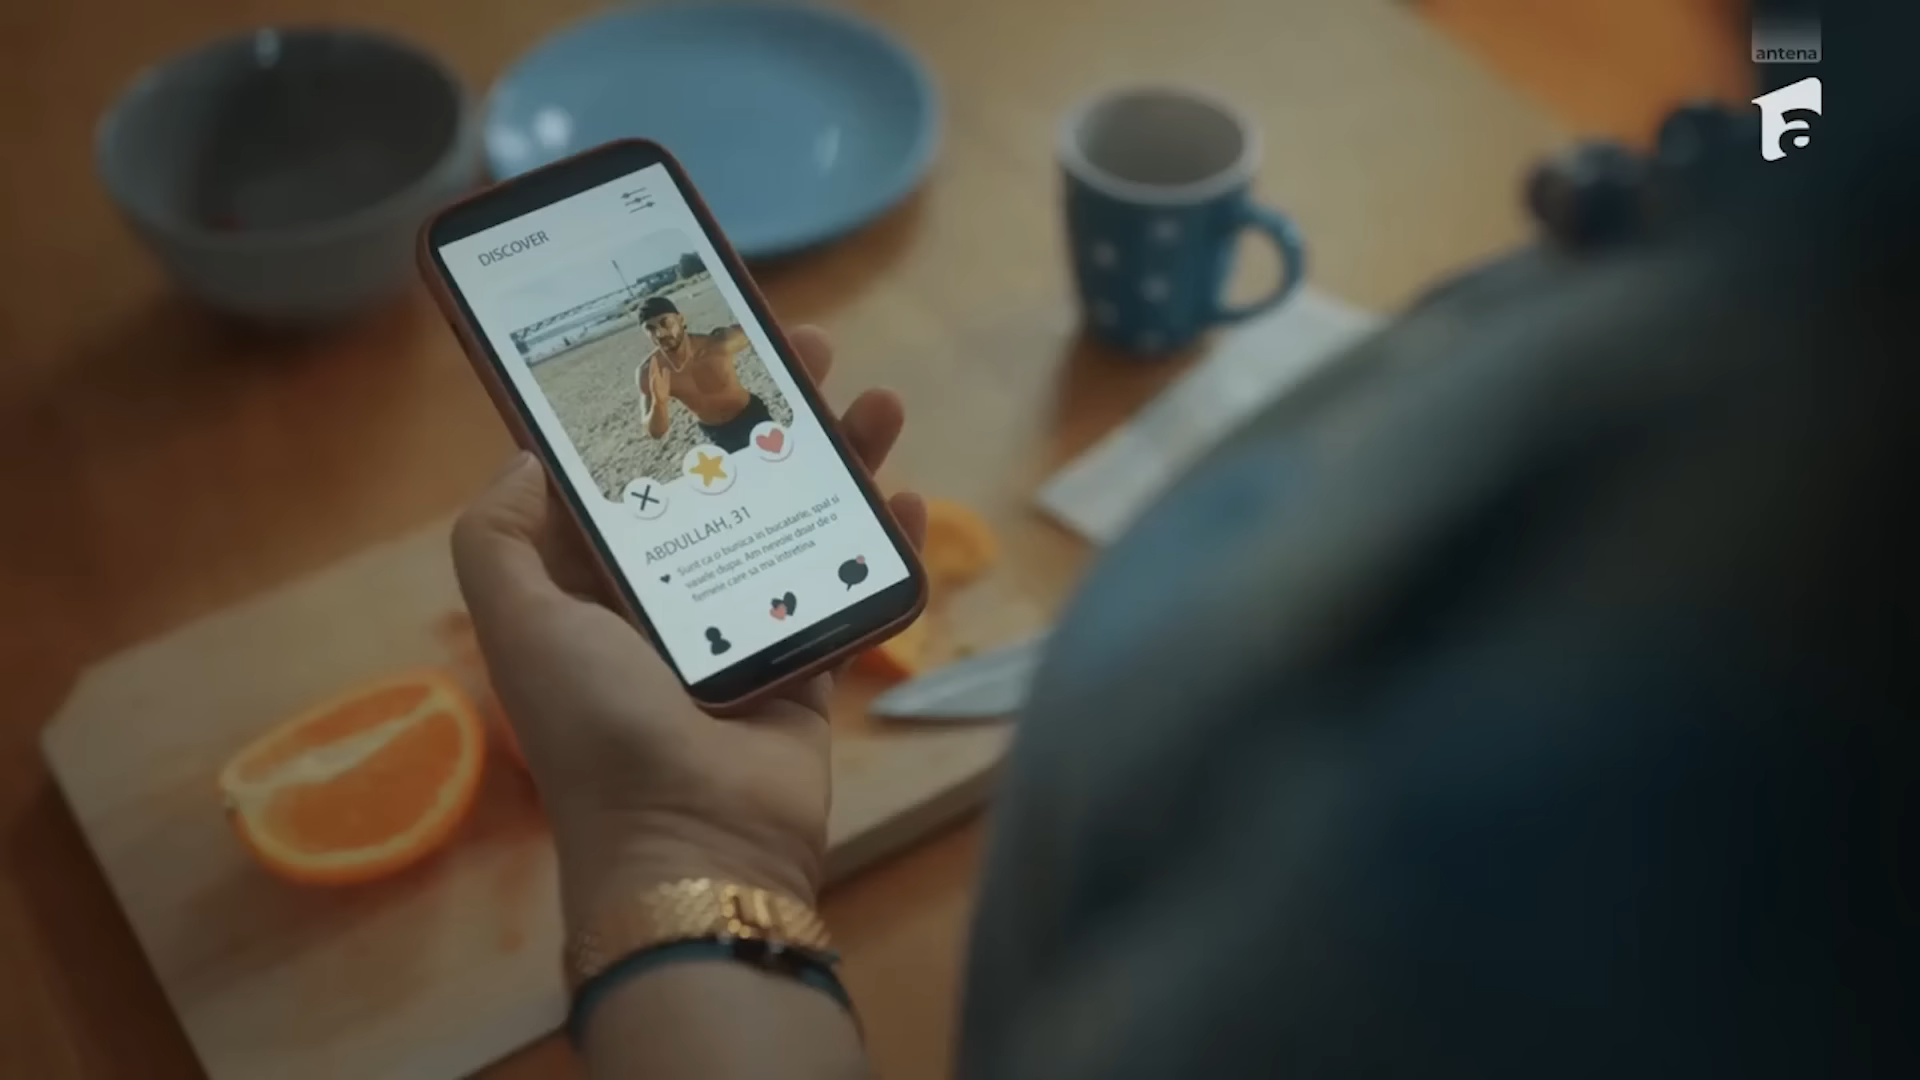 antena
a
DISCOVER
ABDULLAH, 31
Sunt ca o bunica in bucatarie, spal si
vasele dupa. Am nevoie doar de o
femeie care sa ma intretina